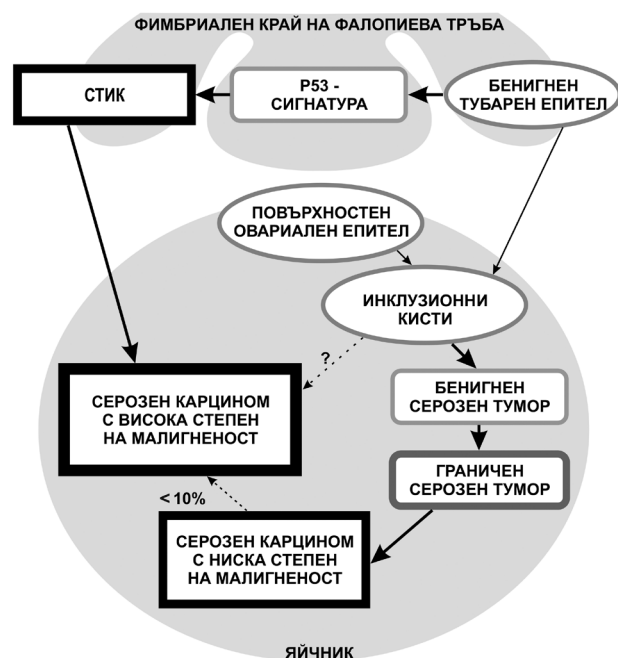 ФИМБРИАЛЕН КРАЙ НА ФАЛОПИЕВА ТРЪБА
СТИК
P53 -
СИГНАТУРА
БЕНИГНЕН
ТУБАРЕН ЕПИТЕЛ
ПОВЪРХНОСТЕН
ОВАРИАЛЕН ЕПИТЕЛ
ИНКЛУЗИОННИ
КИСТИ
?
СЕРОЗЕН КАРЦИНОМ
С ВИСОКА СТЕПЕН
НА МАЛИГНЕНОСТ
БЕНИГНЕН
СЕРОЗЕН ТУМОР
ГРАНИЧЕН
СЕРОЗЕН ТУМОР
< 10%
СЕРОЗЕН КАРЦИНОМ
С НИСКА СТЕПЕН
НА МАЛИГНЕНОСТ
ЯЙЧНИК